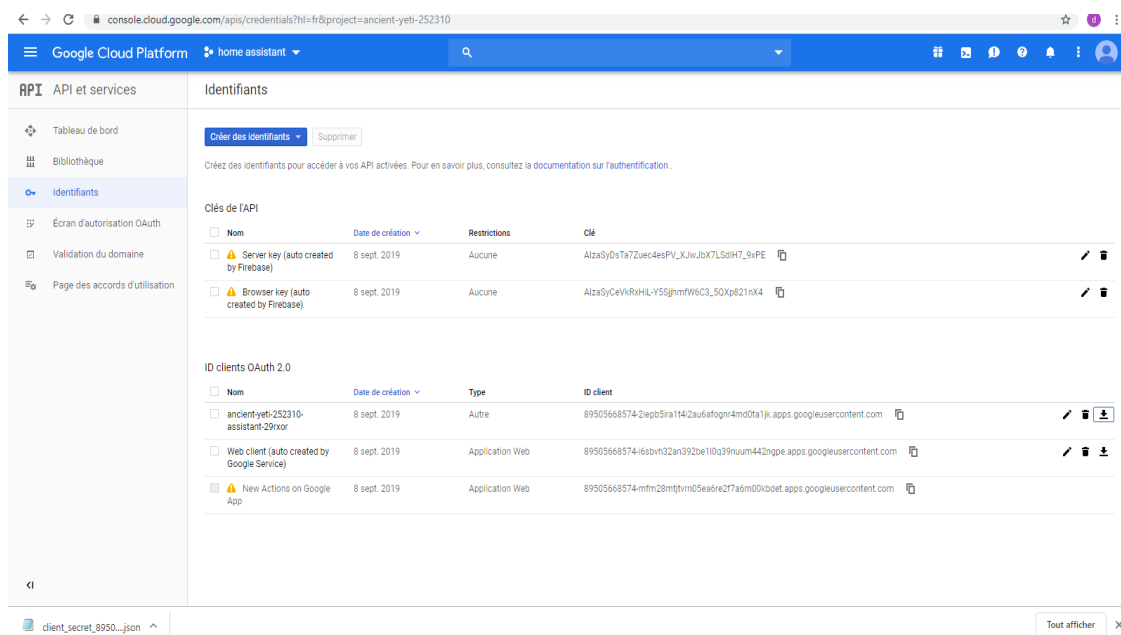 console.cloud.google.com/apis/credentials?hl=fr&project=ancient-yeti-252310
d
Google Cloud Platform home assistant
API API et services
Identifiants
Tableau de bord
Bibliothèque
Identifiants
Écran d'autorisation OAuth
Validation du domaine
Page des accords d'utilisation
Créer des identifiants Supprimer
Créez des identifiants pour accéder à vos API activées. Pour en savoir plus, consultez la documentation sur l'authentification .
Clés de l'API
Nom Date de création Restrictions Clé
Server key (auto created 8 sept. 2019 Aucune AIzaSyDsTa7Zuec4esPV_XJwJbX7LSdIH7_9xPE
by Firebase)
Browser key (auto 8 sept. 2019 Aucune AIzaSyCeVkRxHiL-Y5SjjhmfW6C3_5QXp821nX4
created by Firebase)
ID clients OAuth 2.0
Nom Date de création Type ID client
ancient-yeti-252310- 8 sept. 2019 Autre 89505668574-2iepb5ira1t4i2au6afognr4md0ta1jk.apps.googleusercontent.com
assistant-29rxor
Web client (auto created by 8 sept. 2019 Application Web 89505668574-i6sbvh32an392be1l0q39nuum442ngpe.apps.googleusercontent.com
Google Service)
New Actions on Google 8 sept. 2019 Application Web 89505668574-mfm28mtjtvrn05ea6re2f7a6m00kbdet.apps.googleusercontent.com
App
client_secret_8950....json
Tout afficher